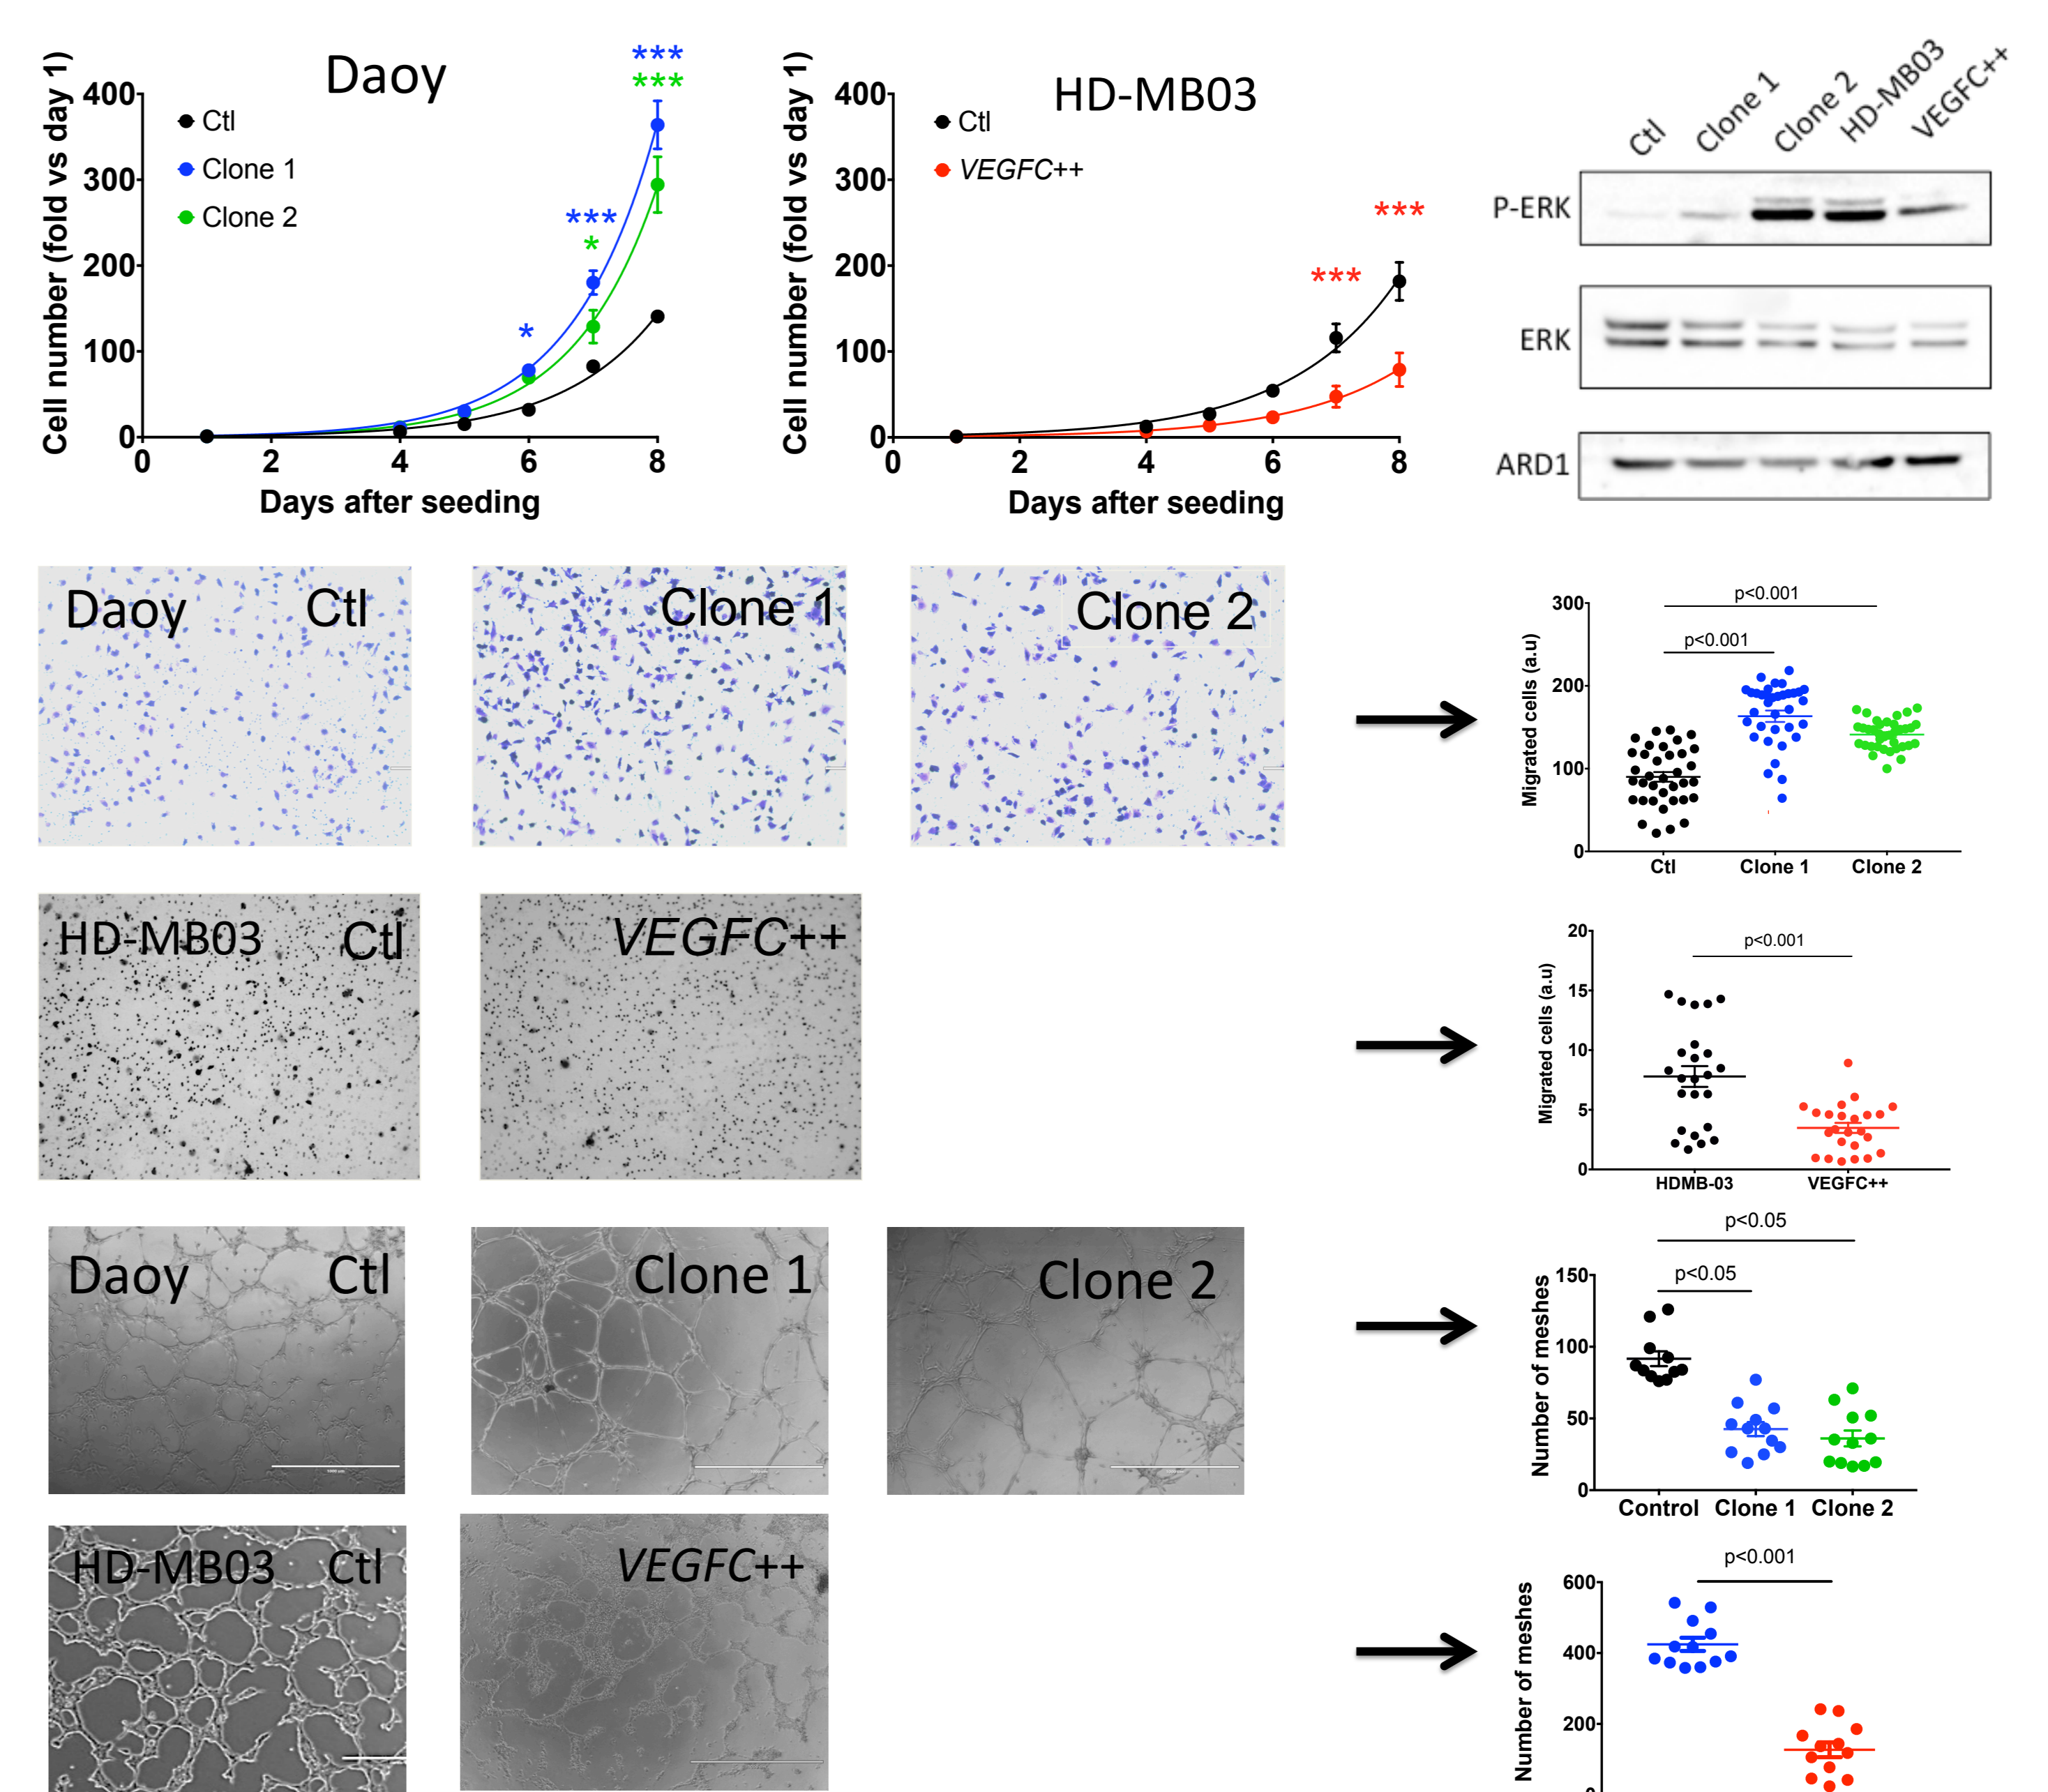 Daoy
***
***
***
*
*
Cell number (fold vs day 1)
400
300
200
100
0
0 2 4 6 8
Days after seeding
Ctl
Clone 1
Clone 2
HD-MB03
***
***
Cell number (fold vs day 1)
400
300
200
100
0
0 2 4 6 8
Days after seeding
Ctl
VEGFC++
Ctl Clone 1 Clone 2 HD-MB03 VEGFC++
P-ERK
ERK
ARD1
Daoy Ctl
Clone 1
Clone 2
p<0.001
p<0.001
Migrated cells (a.u)
300
200
100
0
Ctl Clone 1 Clone 2
HD-MB03 Ctl
VEGFC++
p<0.001
Migrated cells (a.u)
20
15
10
5
0
HDMB-03 VEGFC++
Daoy Ctl
Clone 1
Clone 2
p<0.05
p<0.05
Number of meshes
150
100
50
0
Control Clone 1 Clone 2
HD-MB03 Ctl
VEGFC++
p<0.001
Number of meshes
600
400
200